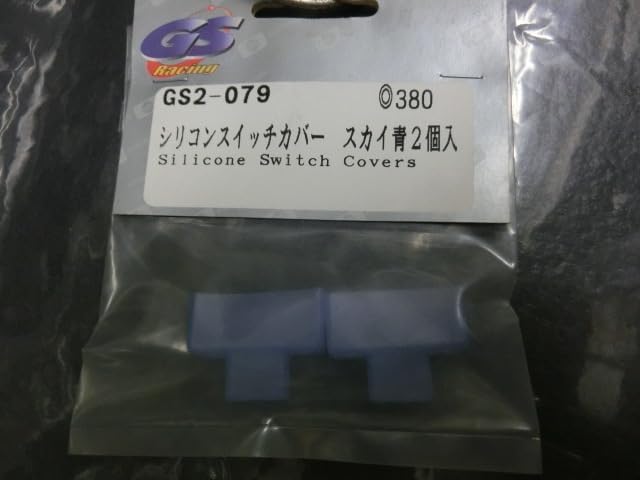 GS
Racing
GS2-079 ◎380
シリコンスイッチカバー スカイ青2個入
Silicone Switch Covers